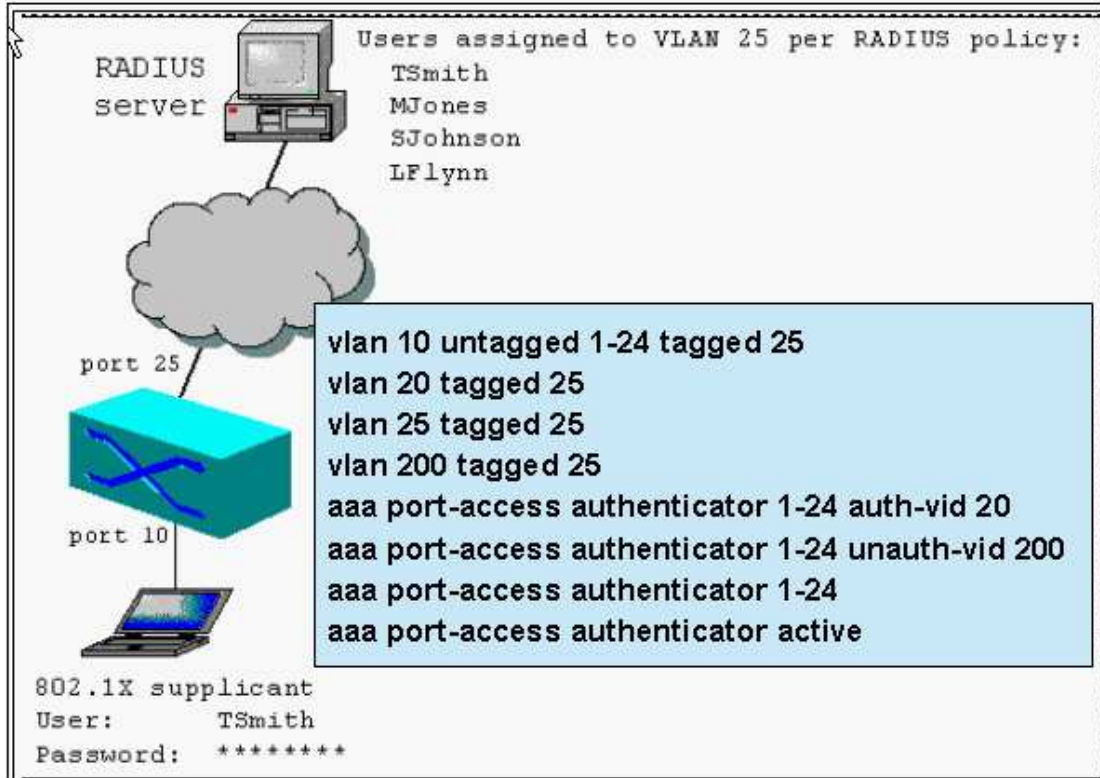 RADIUS
server
Users assigned to VLAN 25 per RADIUS policy:
TSmith
MJones
SJohnson
LFlynn
port 25
vlan 10 untagged 1-24 tagged 25
vlan 20 tagged 25
vlan 25 tagged 25
vlan 200 tagged 25
aaa port-access authenticator 1-24 auth-vid 20
aaa port-access authenticator 1-24 unauth-vid 200
aaa port-access authenticator 1-24
aaa port-access authenticator active
port 10
802.1X supplicant
User: TSmith
Password: ********